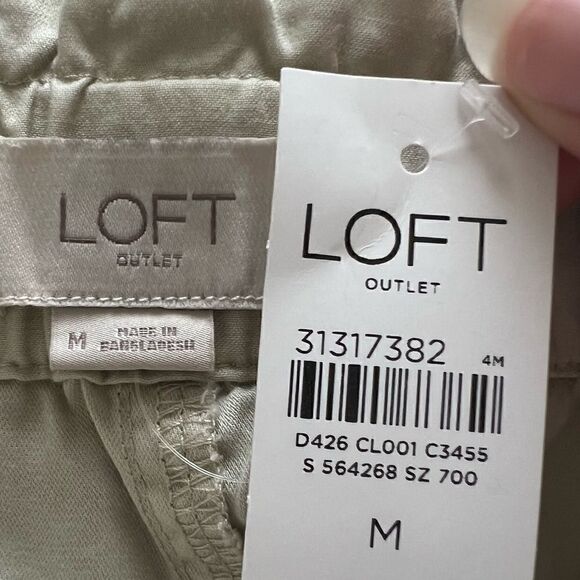 LOFT
OUTLET
M MADE IN
BANGLADESH
LOFT
OUTLET
31317382 4M
D426 CL001 C3455
S 564268 SZ 700
M